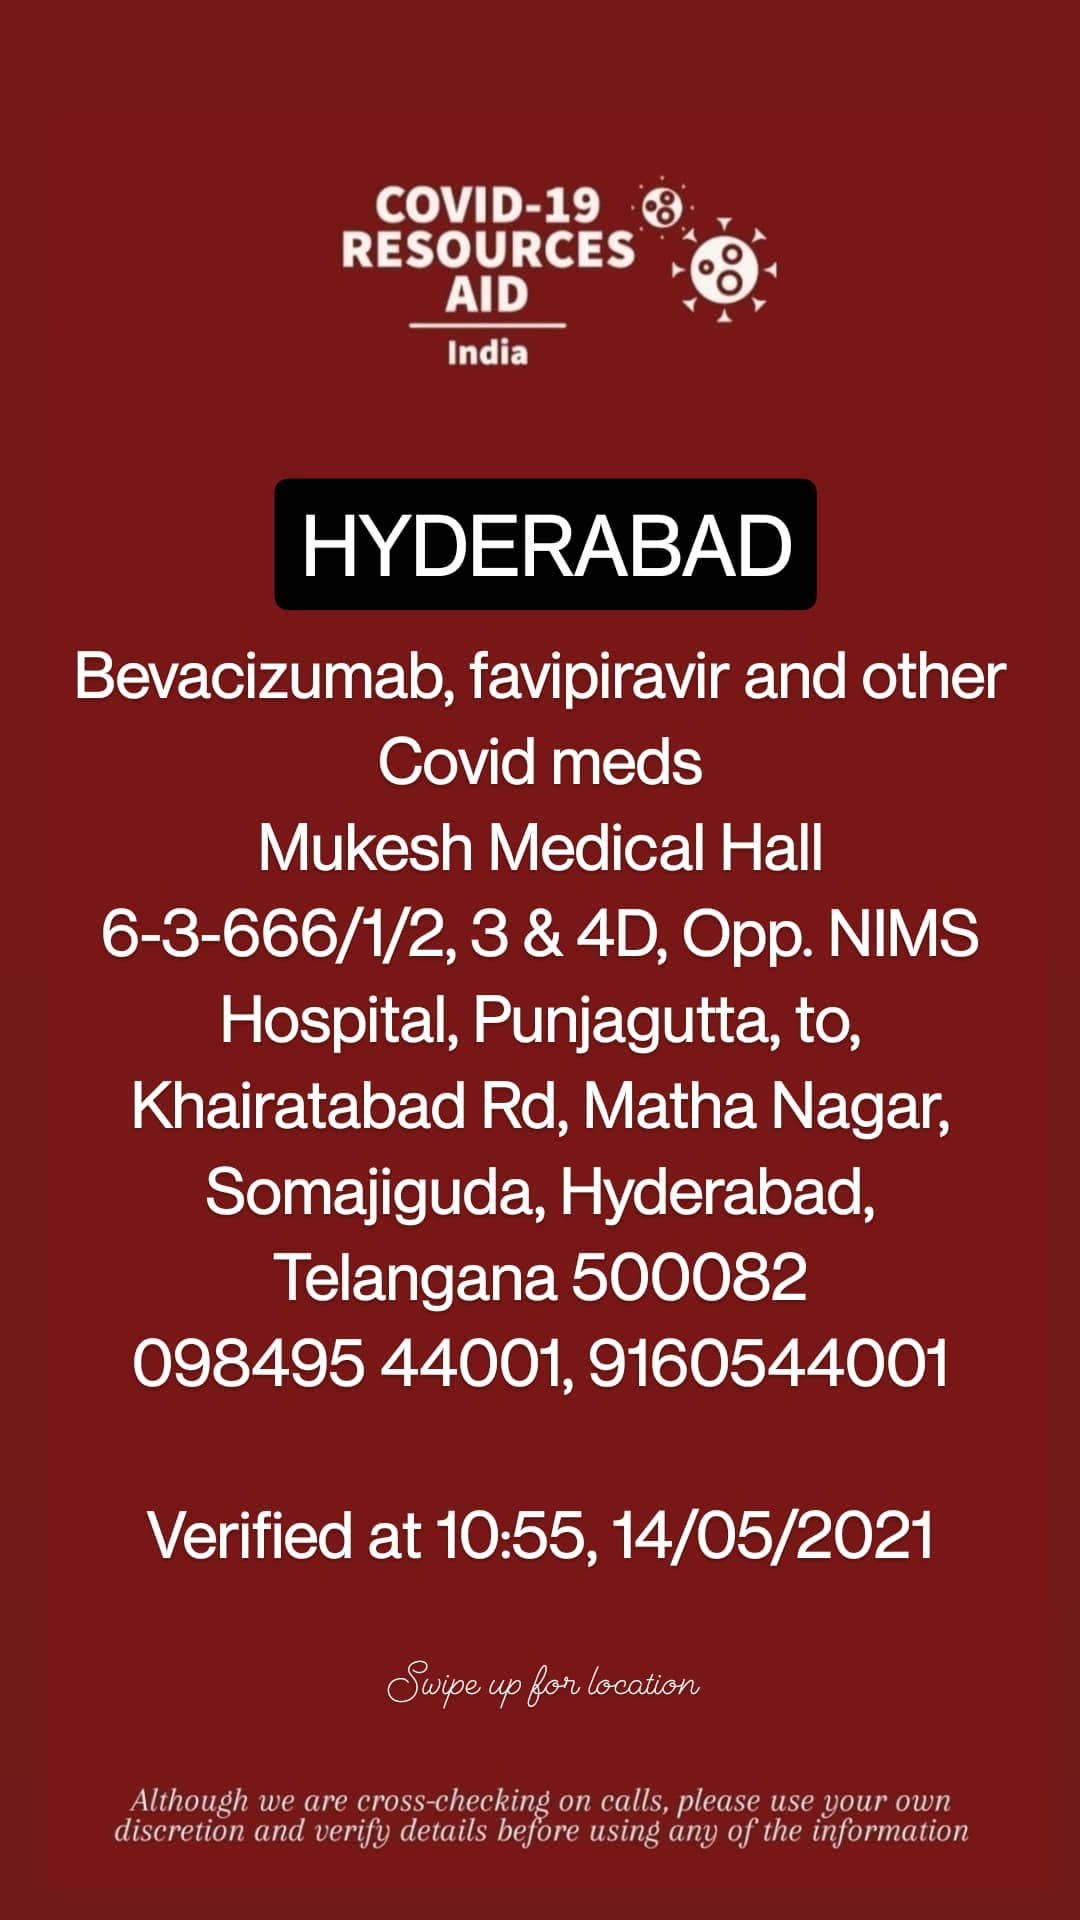 COVID-19
RESOURCES
AID
India
HYDERABAD
Bevacizumab, favipiravir and other
Covid meds
Mukesh Medical Hall
6-3-666/1/2, 3 & 4D, Opp. NIMS
Hospital, Punjagutta, to,
Khairatabad Rd, Matha Nagar,
Somajiguda, Hyderabad,
Telangana 500082
098495 44001, 9160544001
Verified at 10:55, 14/05/2021
Swipe up for location
Although we are cross-checking on calls, please use your own
discretion and verify details before using any of the information